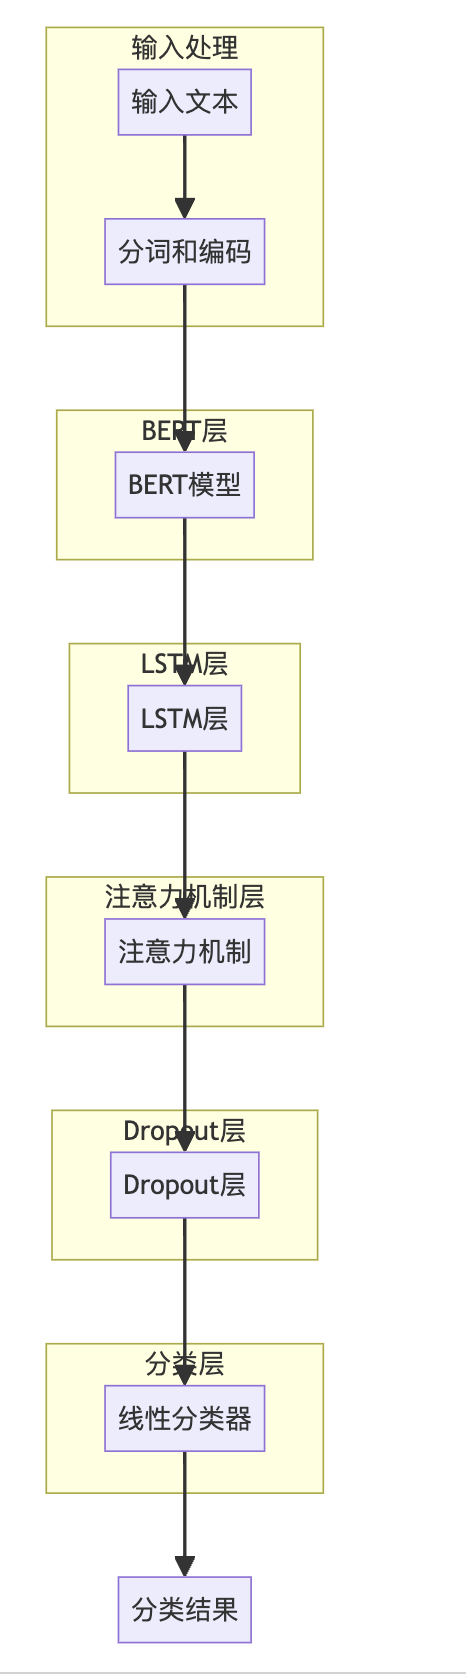 输入处理
输入文本
分词和编码
BERT层
BERT模型
LSTM层
LSTM层
注意力机制层
注意力机制
Dropout层
Dropout层
分类层
线性分类器
分类结果